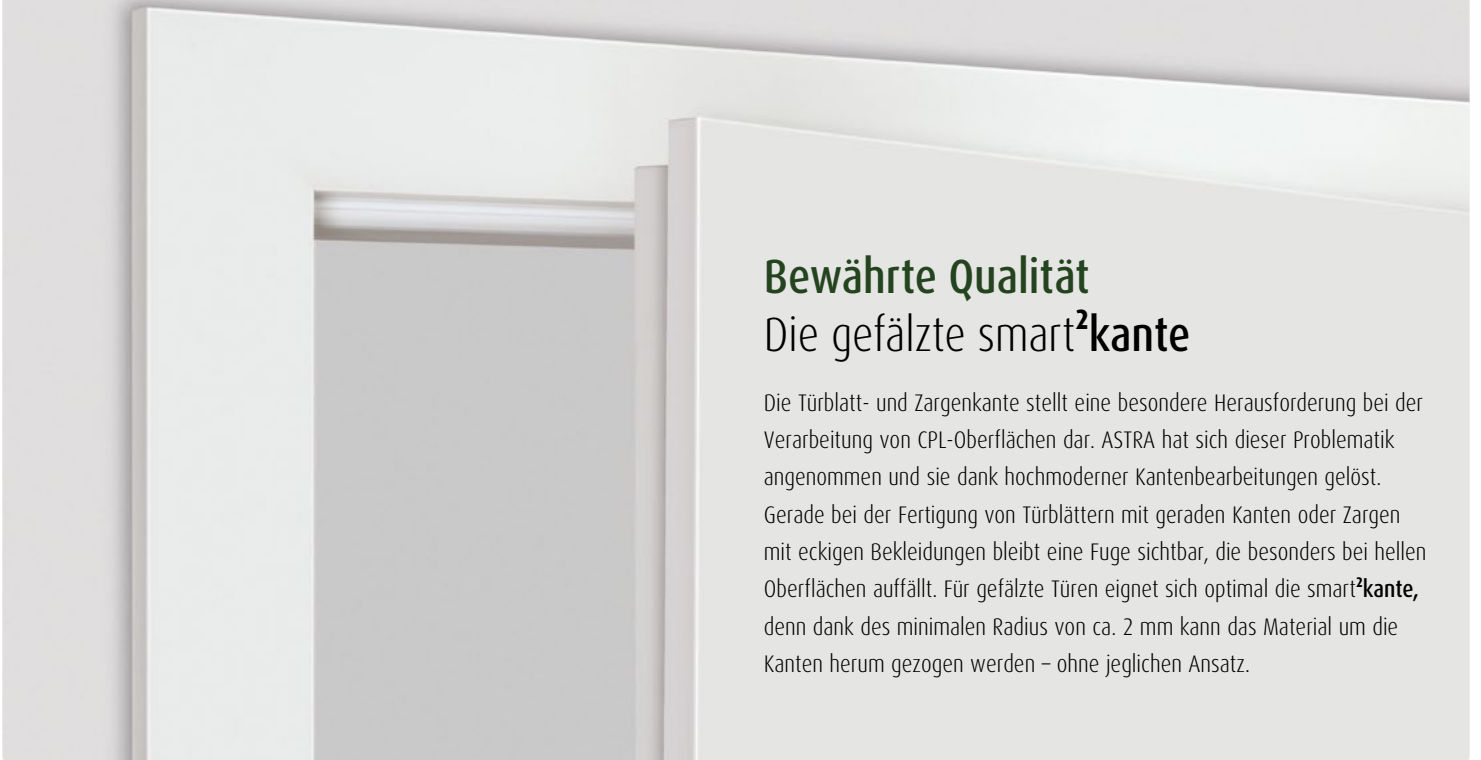 Bewährte Qualität
Die gefälzte smart²kante
Die Türblatt- und Zargenkante stellt eine besondere Herausforderung bei der
Verarbeitung von CPL-Oberflächen dar. ASTRA hat sich dieser Problematik
angenommen und sie dank hochmoderner Kantenbearbeitungen gelöst.
Gerade bei der Fertigung von Türblättern mit geraden Kanten oder Zargen
mit eckigen Bekleidungen bleibt eine Fuge sichtbar, die besonders bei hellen
Oberflächen auffällt. Für gefälzte Türen eignet sich optimal die smart²kante,
denn dank des minimalen Radius von ca. 2 mm kann das Material um die
Kanten herum gezogen werden – ohne jeglichen Ansatz.